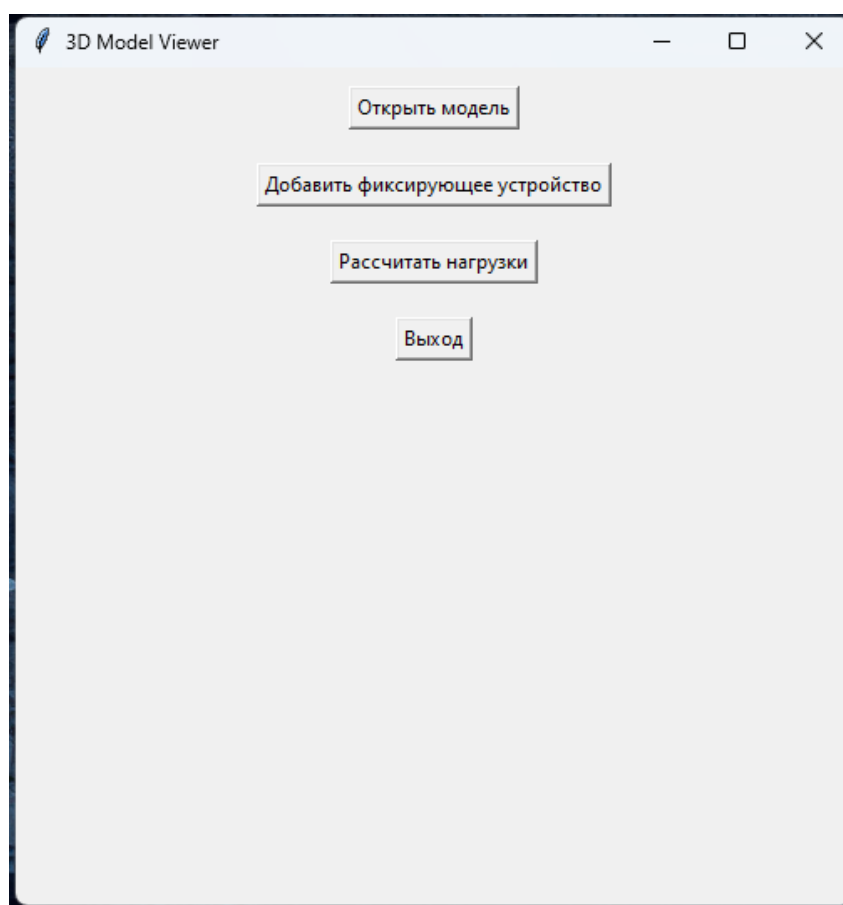 3D Model Viewer
Открыть модель
Добавить фиксирующее устройство
Рассчитать нагрузки
Выход